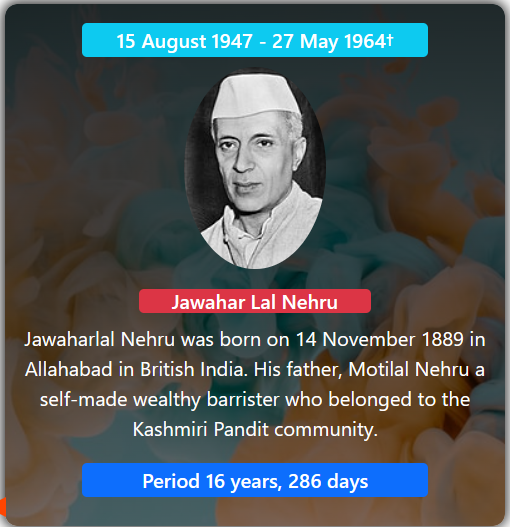 15 August 1947 - 27 May 1964†
Jawahar Lal Nehru
Jawaharlal Nehru was born on 14 November 1889 in
Allahabad in British India. His father, Motilal Nehru a
self-made wealthy barrister who belonged to the
Kashmiri Pandit community.
Period 16 years, 286 days